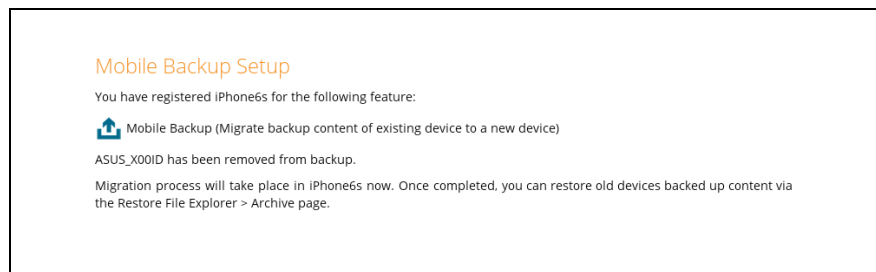 Mobile Backup Setup
You have registered iPhone6s for the following feature:
Mobile Backup (Migrate backup content of existing device to a new device)
ASUS_X00ID has been removed from backup.
Migration process will take place in iPhone6s now. Once completed, you can restore old devices backed up content via
the Restore File Explorer > Archive page.